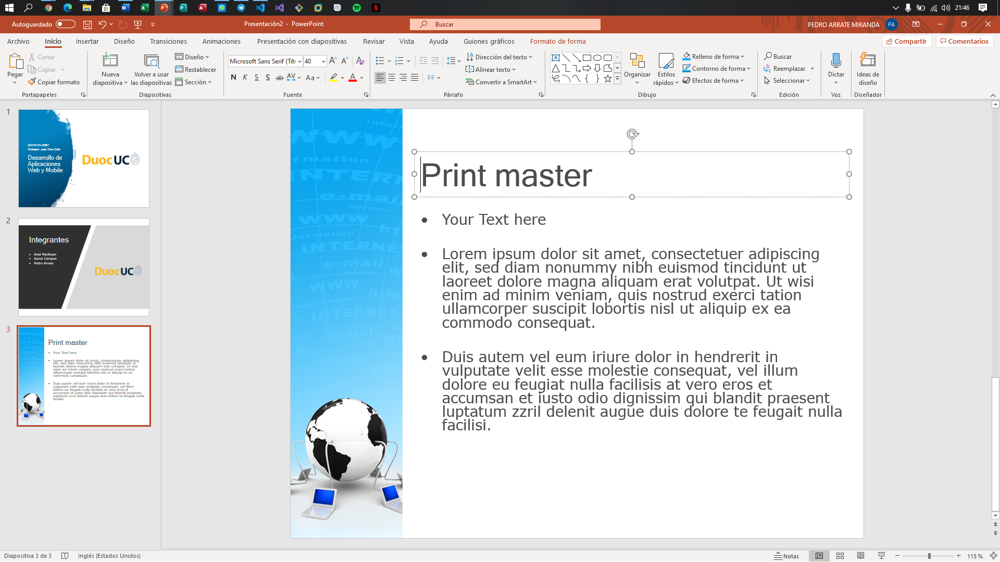 21:46
Autoguardado
Presentación2 - PowerPoint
Buscar
PEDRO ARRATE MIRANDA
PA
Archivo Inicio Insertar Diseño Transiciones Animaciones Presentación con diapositivas Revisar Vista Ayuda Guiones gráficos Formato de forma
Compartir
Comentarios
Pegar
Cortar
Copiar
Copiar formato
Portapapeles
Nueva
diapositiva
Volver a usar
las diapositivas
Diseño
Restablecer
Sección
Diapositivas
Microsoft Sans Serif (Títu
40
N K S S ab AV Aa A
Fuente
Dirección del texto
Alinear texto
Convertir a SmartArt
Párrafo
Organizar
Estilos
rápidos
Relleno de forma
Contorno de forma
Efectos de forma
Dibujo
Buscar
Reemplazar
Seleccionar
Edición
Dictar
Voz
Ideas de
diseño
Diseñador
1
Profesor: Joan Toro Ortiz
Desarrollo de
Aplicaciones
Web y Mobile
DuocUC
2
Integrantes
• Ariel Marihuen
• Aaron Campos
• Pedro Arrate
DuocUC
3
Print master
• Your Text here
• Lorem ipsum dolor sit amet, consectetuer adipiscing
elit, sed diam nonummy nibh euismod tincidunt ut
laoreet dolore magna aliquam erat volutpat. Ut wisi
enim ad minim veniam, quis nostrud exerci tation
ullamcorper suscipit lobortis nisl ut aliquip ex ea
commodo consequat.
• Duis autem vel eum iriure dolor in hendrerit in
vulputate velit esse molestie consequat, vel illum
dolore eu feugiat nulla facilisis at vero eros et
accumsan et iusto odio dignissim qui blandit praesent
luptatum zzril delenit augue duis dolore te feugait nulla
facilisi.
www
INTERN
e-mail
information
www
information
INTERNET
e-mail
www
http
information
INTERNET
e-mail
Print master
• Your Text here
• Lorem ipsum dolor sit amet, consectetuer adipiscing
elit, sed diam nonummy nibh euismod tincidunt ut
laoreet dolore magna aliquam erat volutpat. Ut wisi
enim ad minim veniam, quis nostrud exerci tation
ullamcorper suscipit lobortis nisl ut aliquip ex ea
commodo consequat.
• Duis autem vel eum iriure dolor in hendrerit in
vulputate velit esse molestie consequat, vel illum
dolore eu feugiat nulla facilisis at vero eros et
accumsan et iusto odio dignissim qui blandit praesent
luptatum zzril delenit augue duis dolore te feugait nulla
facilisi.
Diapositiva 3 de 3
Inglés (Estados Unidos)
Notas
115 %